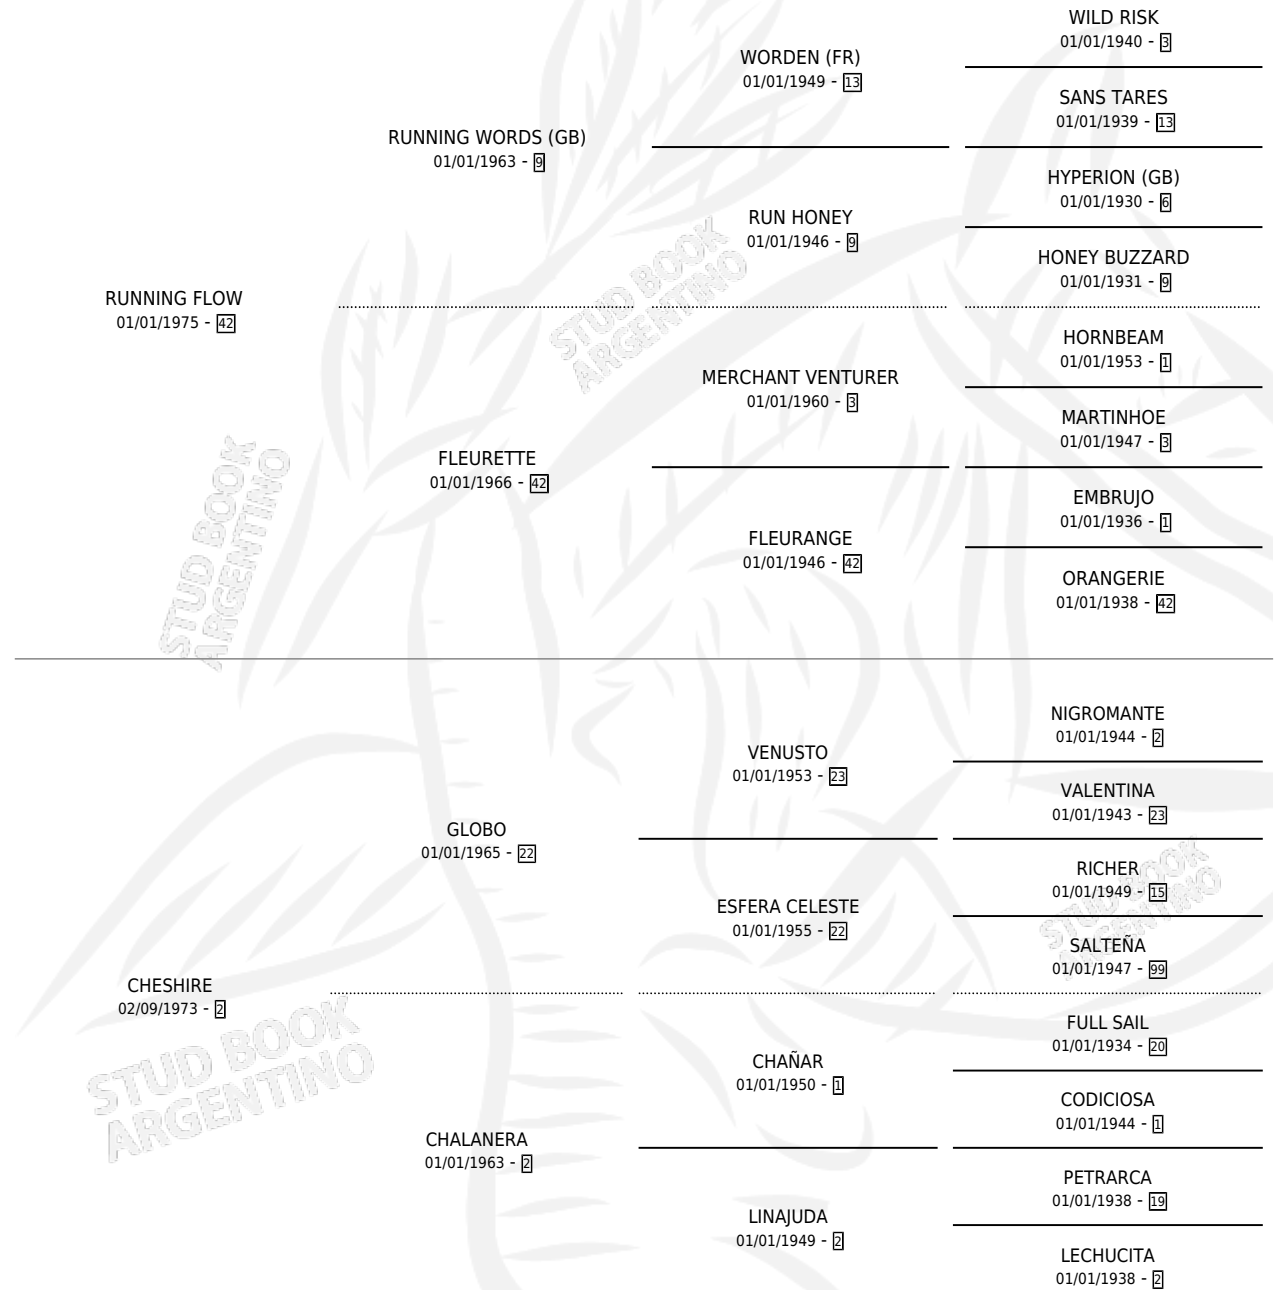 WILD RISK
01/01/1940 - 3
WORDEN (FR)
01/01/1949 - 13
SANS TARES
01/01/1939 - 13
RUNNING WORDS (GB)
01/01/1963 - 9
HYPERION (GB)
01/01/1930 - 6
RUN HONEY
01/01/1946 - 9
HONEY BUZZARD
01/01/1931 - 9
RUNNING FLOW
01/01/1975 - 42
HORNBEAM
01/01/1953 - 1
MERCHANT VENTURER
01/01/1960 - 3
MARTINHOE
01/01/1947 - 3
FLEURETTE
01/01/1966 - 42
EMBRUJO
01/01/1936 - 1
FLEURANGE
01/01/1946 - 42
ORANGERIE
01/01/1938 - 42
NIGROMANTE
01/01/1944 - 2
VENUSTO
01/01/1953 - 23
VALENTINA
01/01/1943 - 23
GLOBO
01/01/1965 - 22
RICHER
01/01/1949 - 15
ESFERA CELESTE
01/01/1955 - 22
SALTEÑA
01/01/1947 - 99
CHESHIRE
02/09/1973 - 2
FULL SAIL
01/01/1934 - 20
CHAÑAR
01/01/1950 - 1
CODICIOSA
01/01/1944 - 1
CHALANERA
01/01/1963 - 2
PETRARCA
01/01/1938 - 19
LINAJUDA
01/01/1949 - 2
LECHUCITA
01/01/1938 - 2
STUD BOOK
ARGENTINO
STUD BOOK
ARGENTINO
STUD BOOK
ARGENTINO
STUD BOOK
ARGENTINO